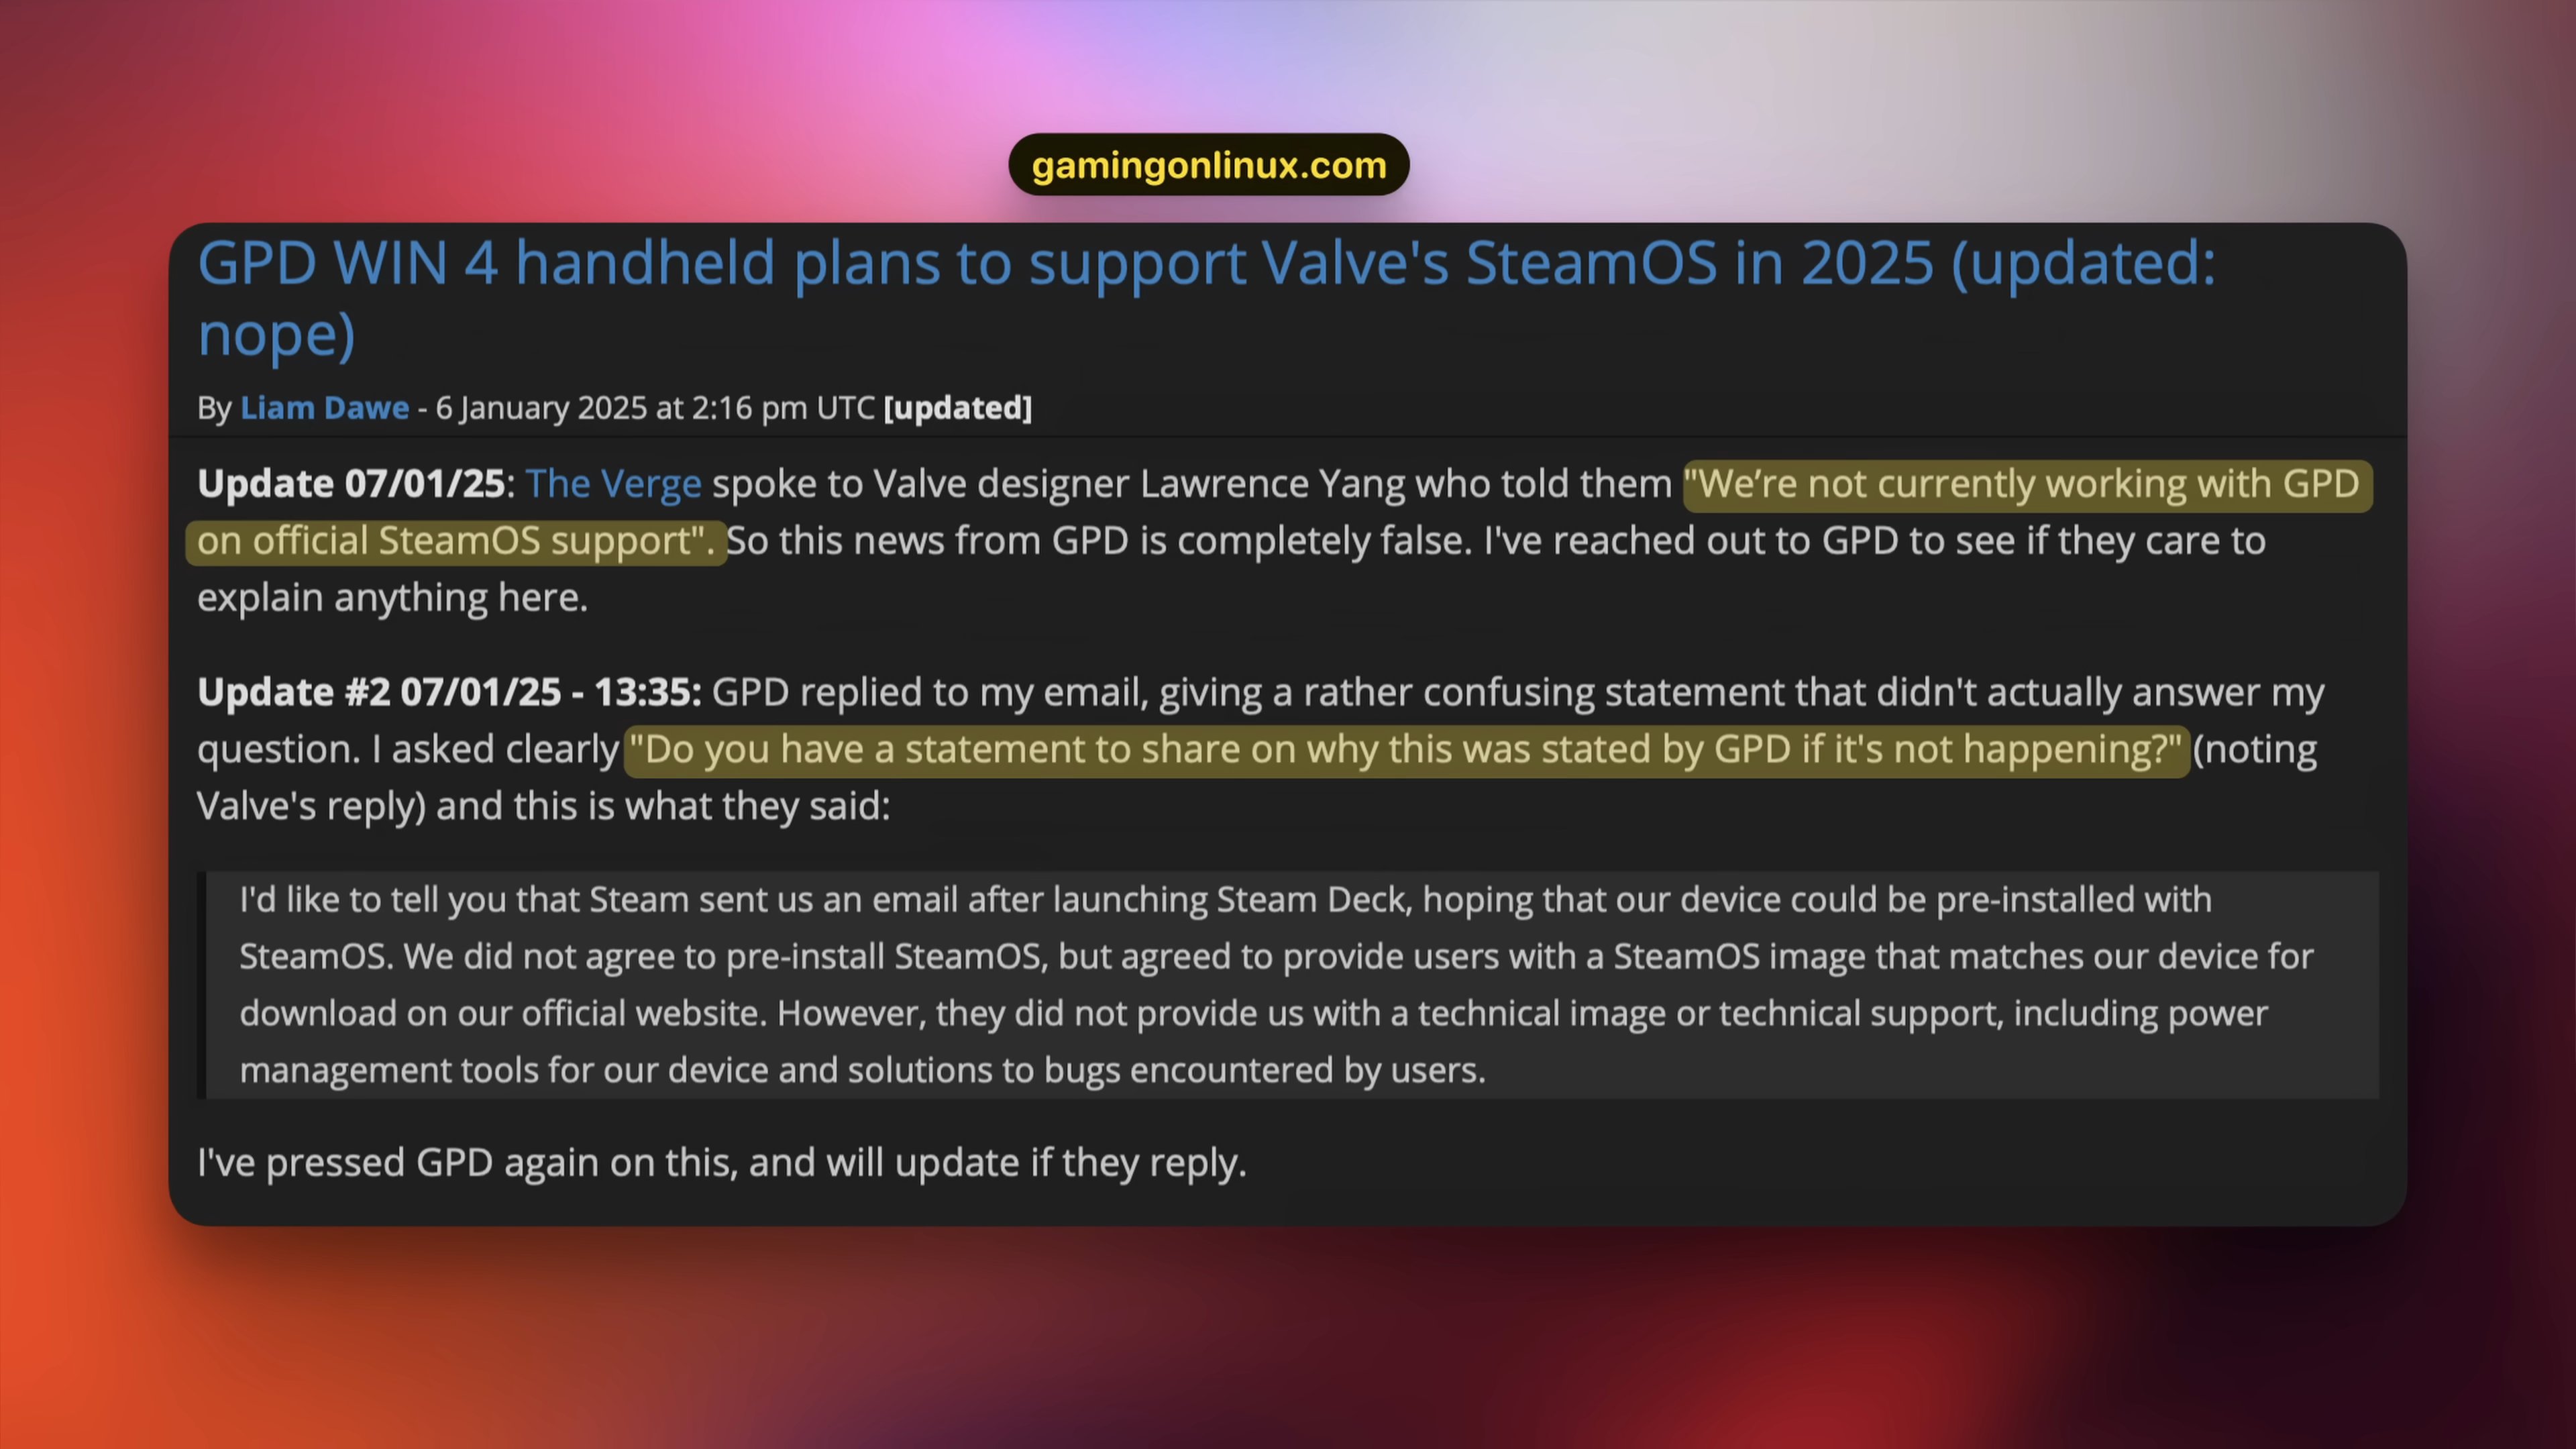 gamingonlinux.com
GPD WIN 4 handheld plans to support Valve's SteamOS in 2025 (updated:
nope)
By Liam Dawe - 6 January 2025 at 2:16 pm UTC [updated]
Update 07/01/25: The Verge spoke to Valve designer Lawrence Yang who told them "We’re not currently working with GPD
on official SteamOS support". So this news from GPD is completely false. I've reached out to GPD to see if they care to
explain anything here.
Update #2 07/01/25 - 13:35: GPD replied to my email, giving a rather confusing statement that didn't actually answer my
question. I asked clearly "Do you have a statement to share on why this was stated by GPD if it's not happening?" (noting
Valve's reply) and this is what they said:
I'd like to tell you that Steam sent us an email after launching Steam Deck, hoping that our device could be pre-installed with
SteamOS. We did not agree to pre-install SteamOS, but agreed to provide users with a SteamOS image that matches our device for
download on our official website. However, they did not provide us with a technical image or technical support, including power
management tools for our device and solutions to bugs encountered by users.
I've pressed GPD again on this, and will update if they reply.